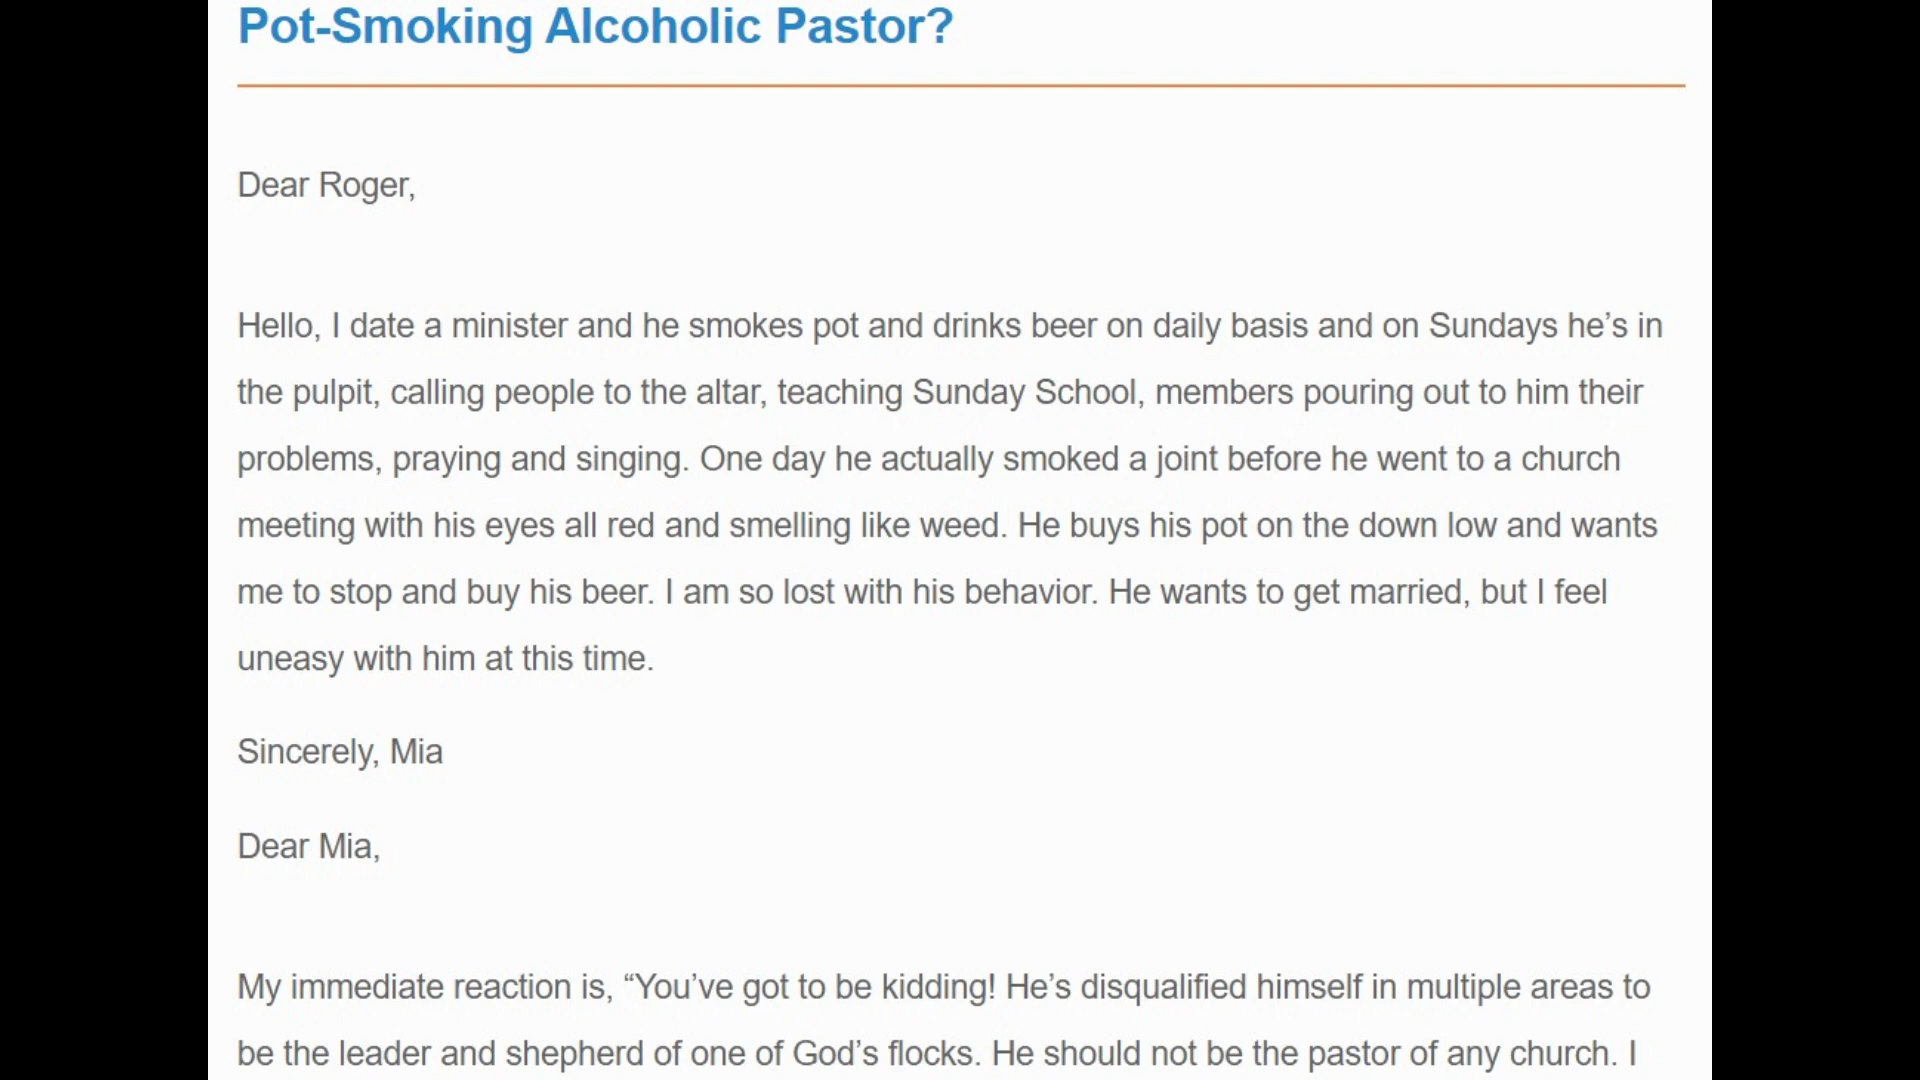 Pot-Smoking Alcoholic Pastor?
Dear Roger,
Hello, I date a minister and he smokes pot and drinks beer on daily basis and on Sundays he’s in
the pulpit, calling people to the altar, teaching Sunday School, members pouring out to him their
problems, praying and singing. One day he actually smoked a joint before he went to a church
meeting with his eyes all red and smelling like weed. He buys his pot on the down low and wants
me to stop and buy his beer. I am so lost with his behavior. He wants to get married, but I feel
uneasy with him at this time.
Sincerely, Mia
Dear Mia,
My immediate reaction is, “You’ve got to be kidding! He’s disqualified himself in multiple areas to
be the leader and shepherd of one of God’s flocks. He should not be the pastor of any church. I